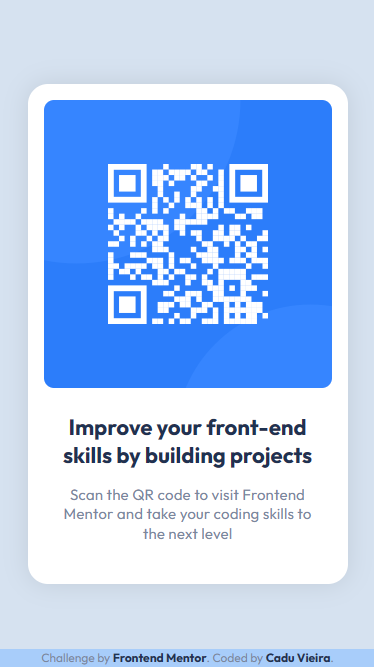 Improve your front-end
skills by building projects
Scan the QR code to visit Frontend
Mentor and take your coding skills to
the next level
Challenge by Frontend Mentor. Coded by Cadu Vieira.